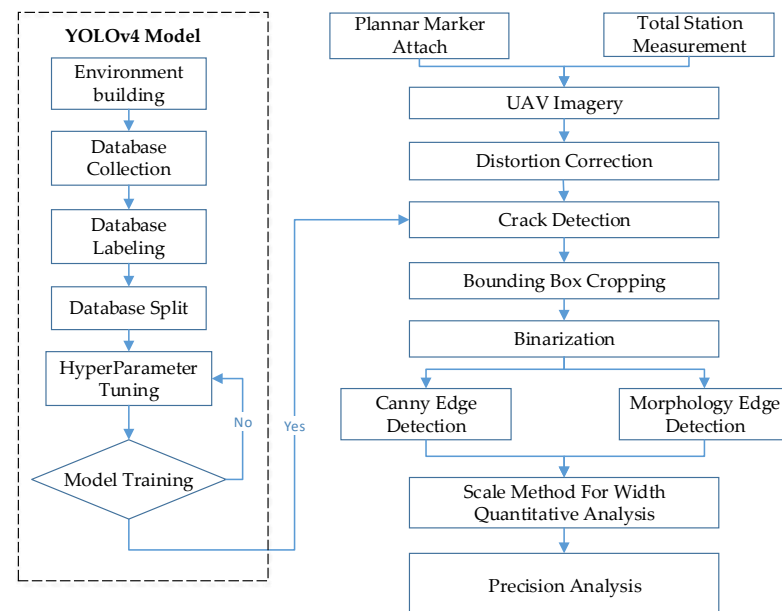 YOLOv4 Model
Environment
building
Database
Collection
Database
Labeling
Database Split
HyperParameter
Tuning
No
Yes
Model Training
Plannar Marker
Attach
Total Station
Measurement
UAV Imagery
Distortion Correction
Crack Detection
Bounding Box Cropping
Binarization
Canny Edge
Detection
Morphology Edge
Detection
Scale Method For Width
Quantitative Analysis
Precision Analysis